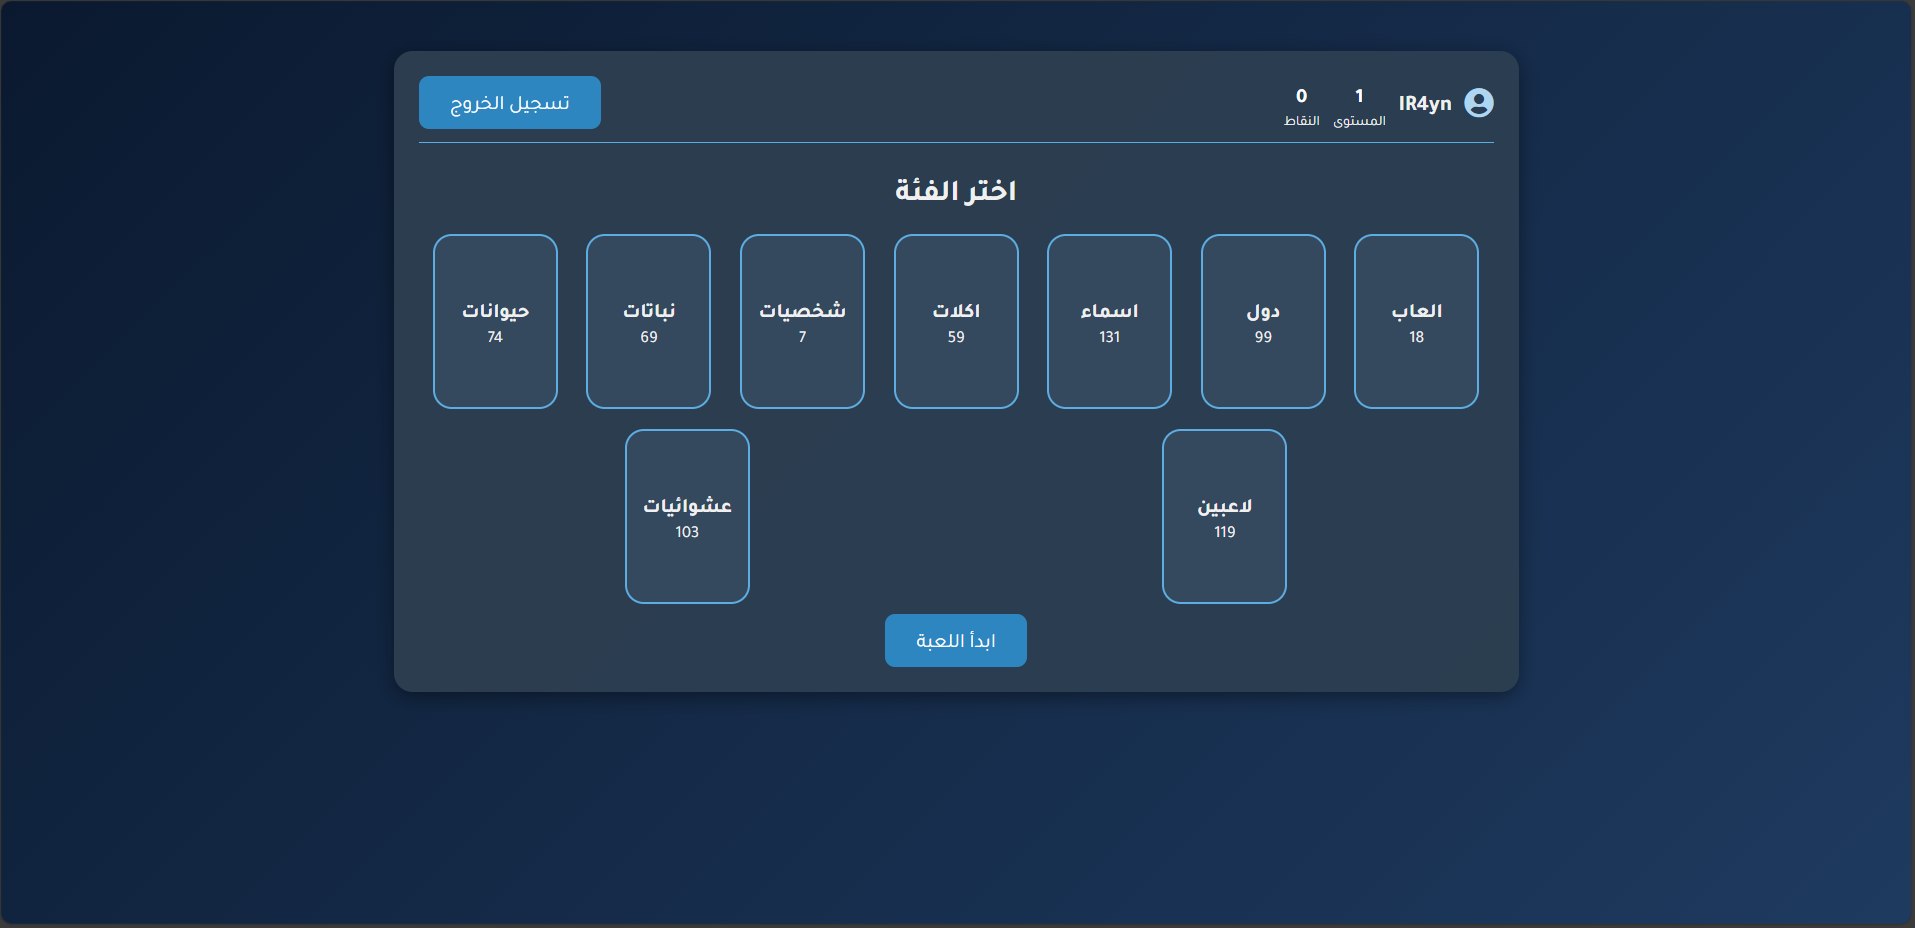 IR4yn
1
المستوى
0
النقاط
تسجيل الخروج
اختر الفئة
العاب
18
دول
99
اسماء
131
اكلات
59
شخصيات
7
نباتات
69
حيوانات
74
لاعبين
119
عشوائيات
103
ابدأ اللعبة